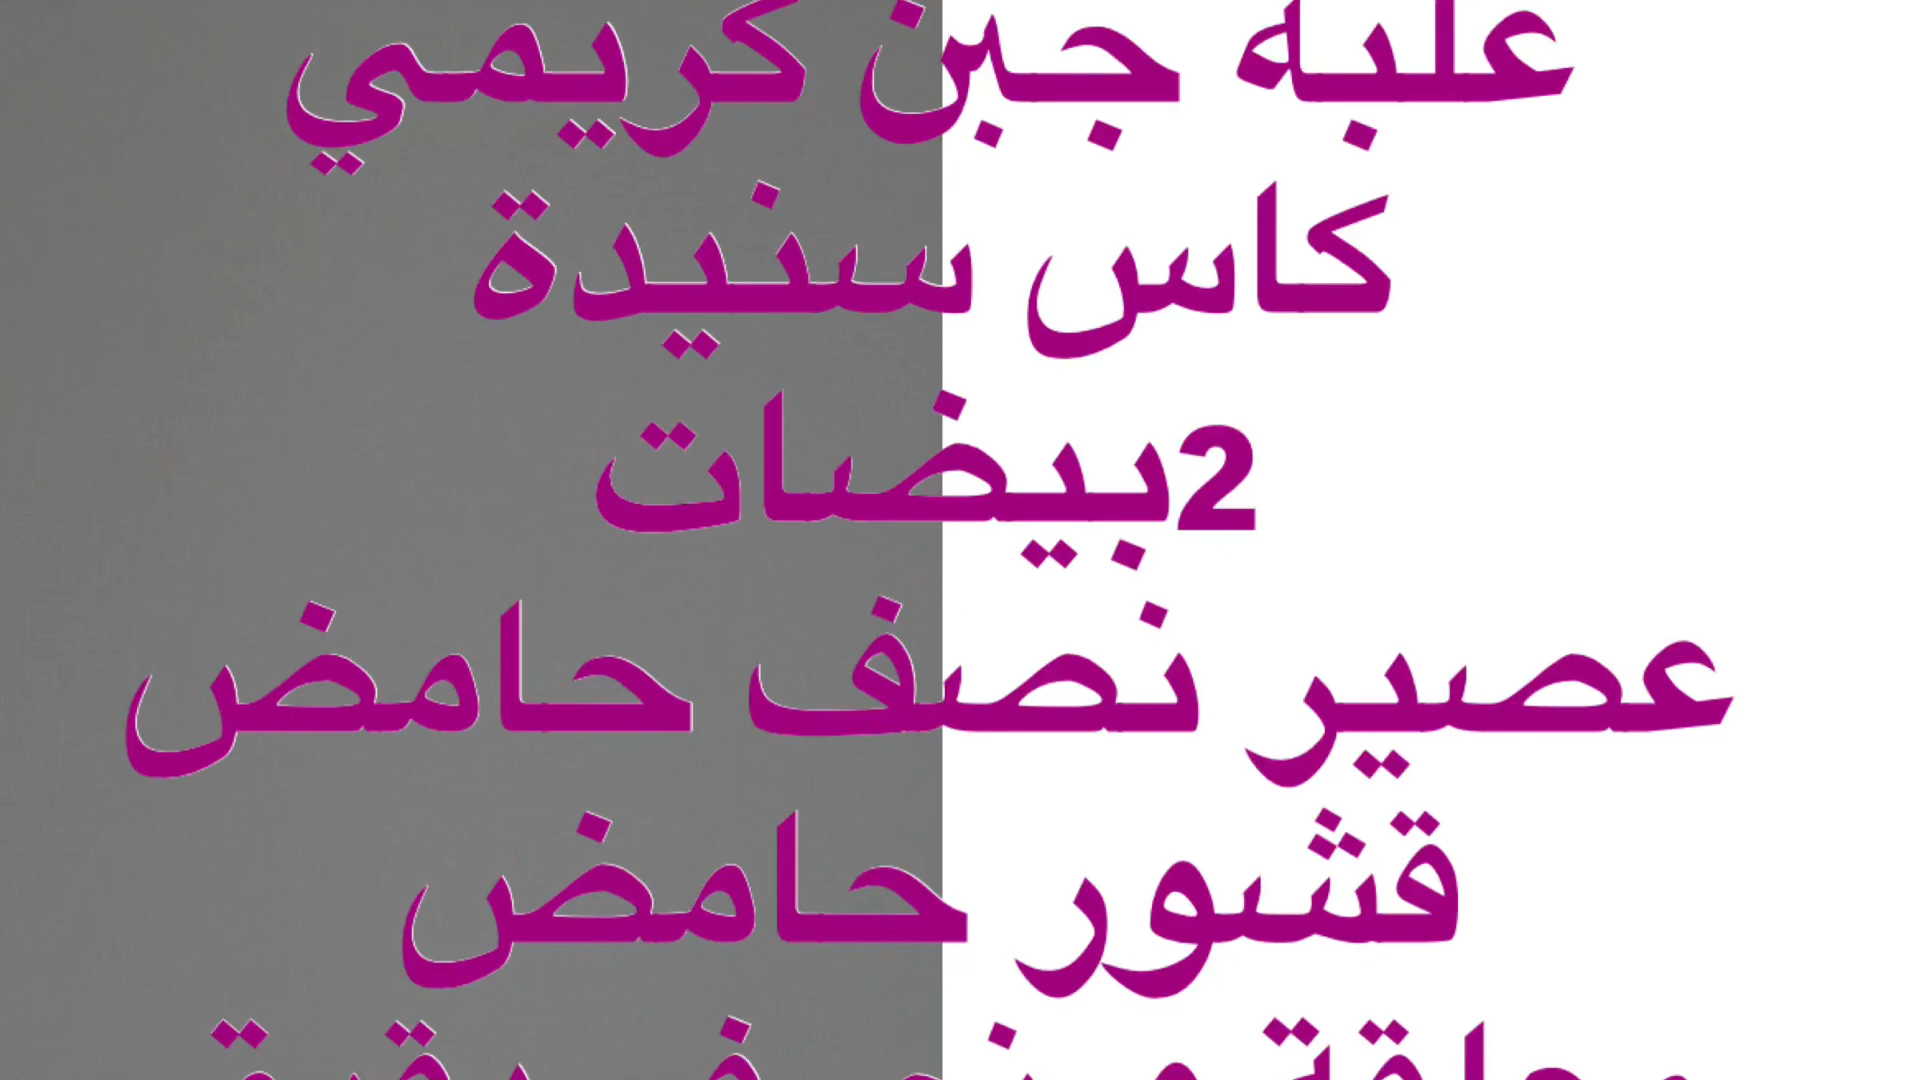 علبة جبن كريمي
كاس سنيدة
2بيضات
عصير نصف حامض
قشور حامض